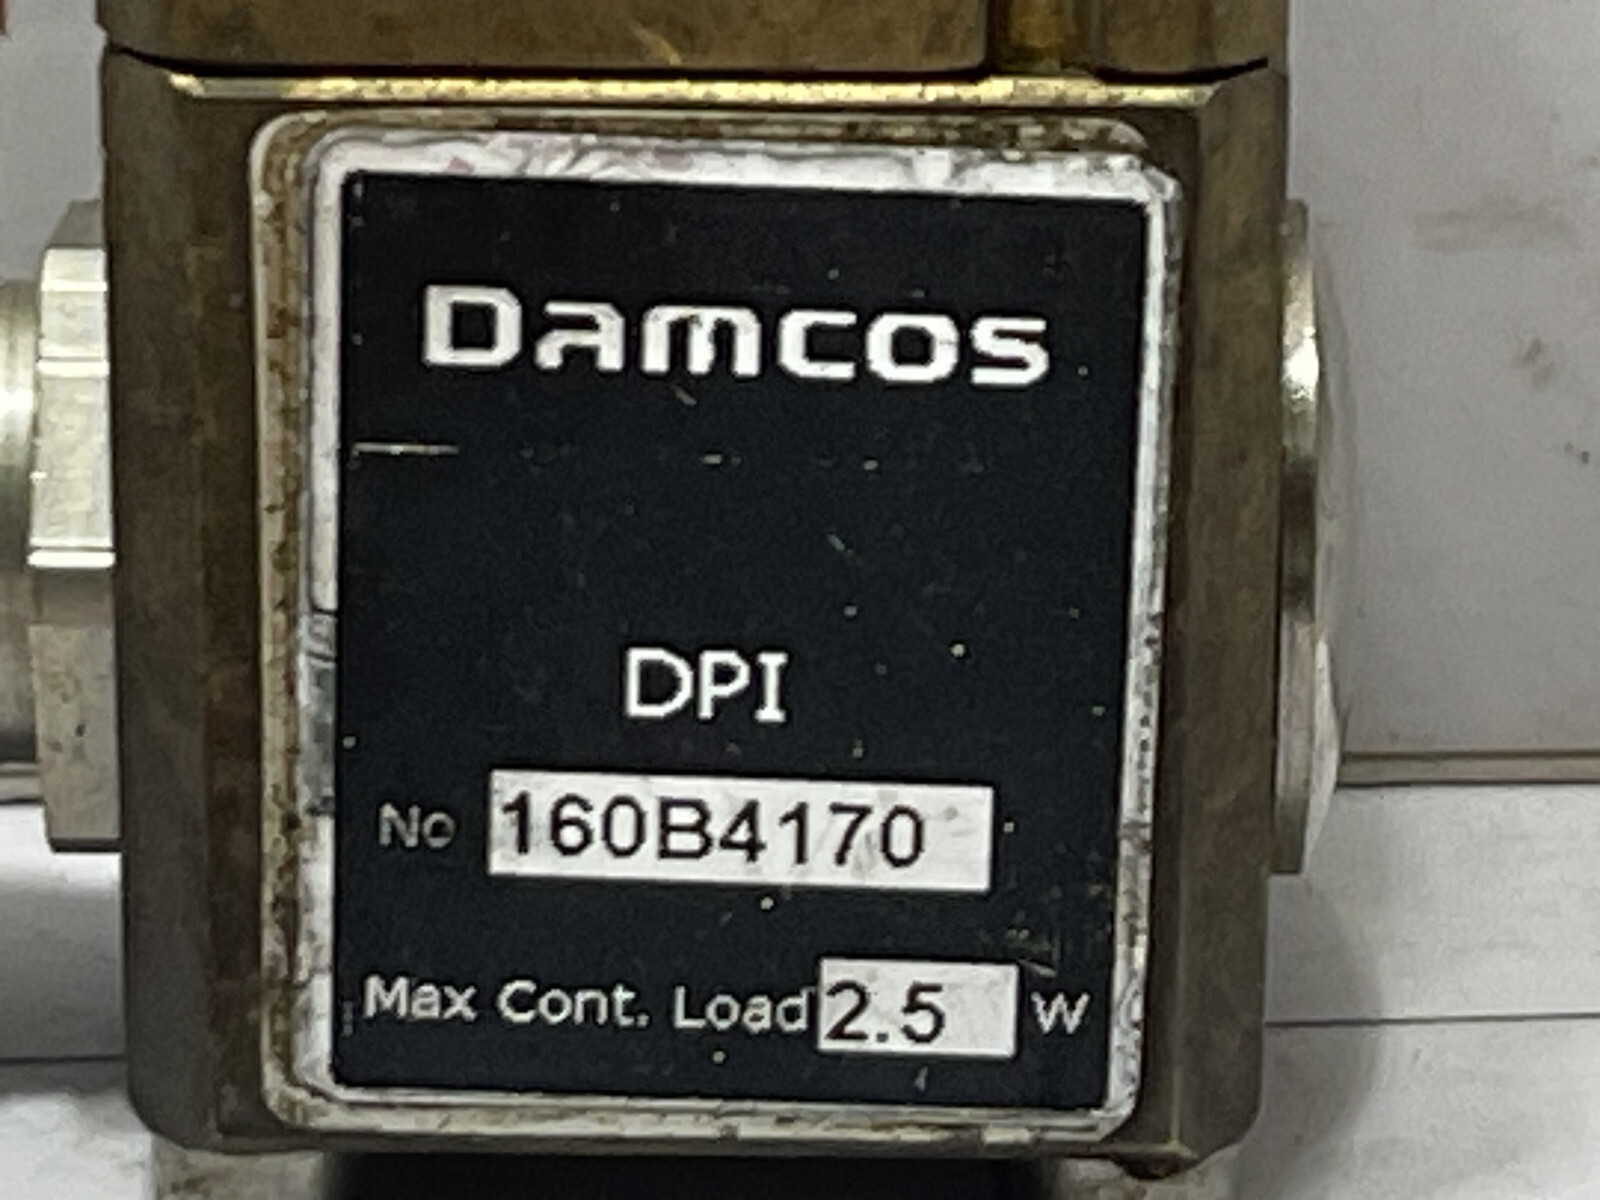 Damcos
DPI
No 160B4170
Max Cont. Load 2.5 W